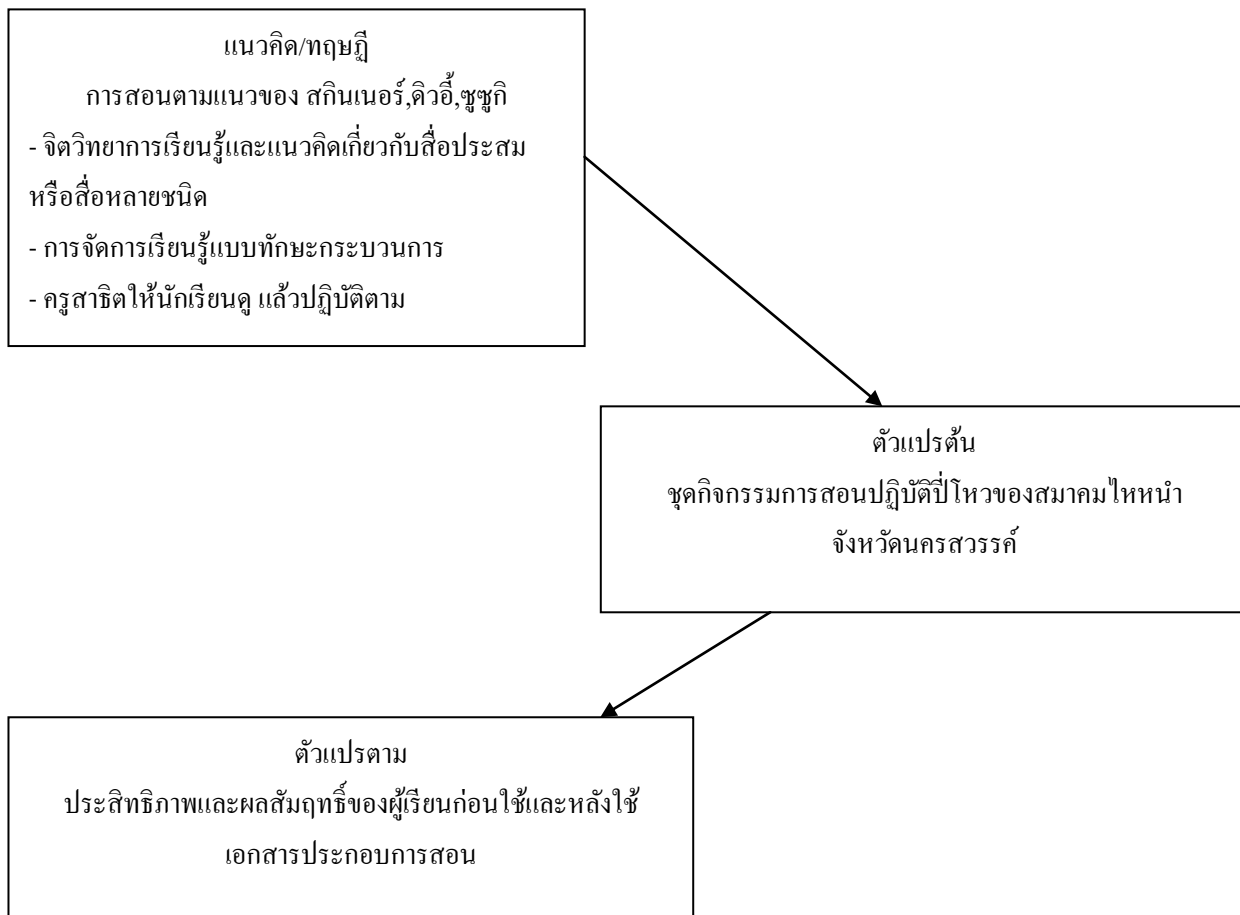 แนวคิด/ทฤษฎี
การสอนตามแนวของ สกินเนอร์,ดิวอี้,ซูซูกิ
- จิตวิทยาการเรียนรู้และแนวคิดเกี่ยวกับสื่อประสม
หรือสื่อหลายชนิด
- การจัดการเรียนรู้แบบทักษะกระบวนการ
- ครูสาธิตให้นักเรียนดู แล้วปฏิบัติตาม
ตัวแปรต้น
ชุดกิจกรรมการสอนปฏิบัติปี่โหวของสมาคมไหหนำ
จังหวัดนครสวรรค์
ตัวแปรตาม
ประสิทธิภาพและผลสัมฤทธิ์ของผู้เรียนก่อนใช้และหลังใช้
เอกสารประกอบการสอน